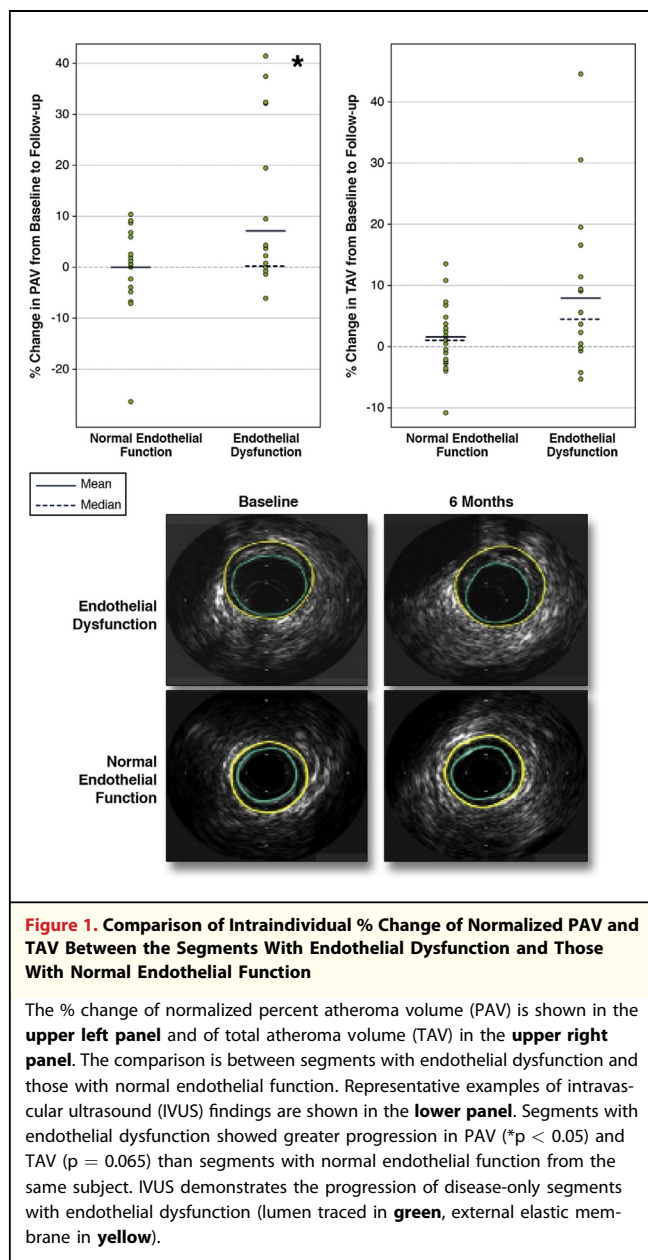 % Change in PAV from Baseline to Follow-up
40
30
20
10
0
-10
-20
*
Normal Endothelial
Function
Endothelial
Dysfunction
% Change in TAV from Baseline to Follow-up
40
30
20
10
0
-10
Normal Endothelial
Function
Endothelial
Dysfunction
Mean
Median
Baseline
6 Months
Endothelial
Dysfunction
Normal
Endothelial
Function
Figure 1. Comparison of Intraindividual % Change of Normalized PAV and
TAV Between the Segments With Endothelial Dysfunction and Those
With Normal Endothelial Function
The % change of normalized percent atheroma volume (PAV) is shown in the
upper left panel and of total atheroma volume (TAV) in the upper right
panel. The comparison is between segments with endothelial dysfunction and
those with normal endothelial function. Representative examples of intravas-
cular ultrasound (IVUS) findings are shown in the lower panel. Segments with
endothelial dysfunction showed greater progression in PAV (*p < 0.05) and
TAV (p = 0.065) than segments with normal endothelial function from the
same subject. IVUS demonstrates the progression of disease-only segments
with endothelial dysfunction (lumen traced in green, external elastic mem-
brane in yellow).